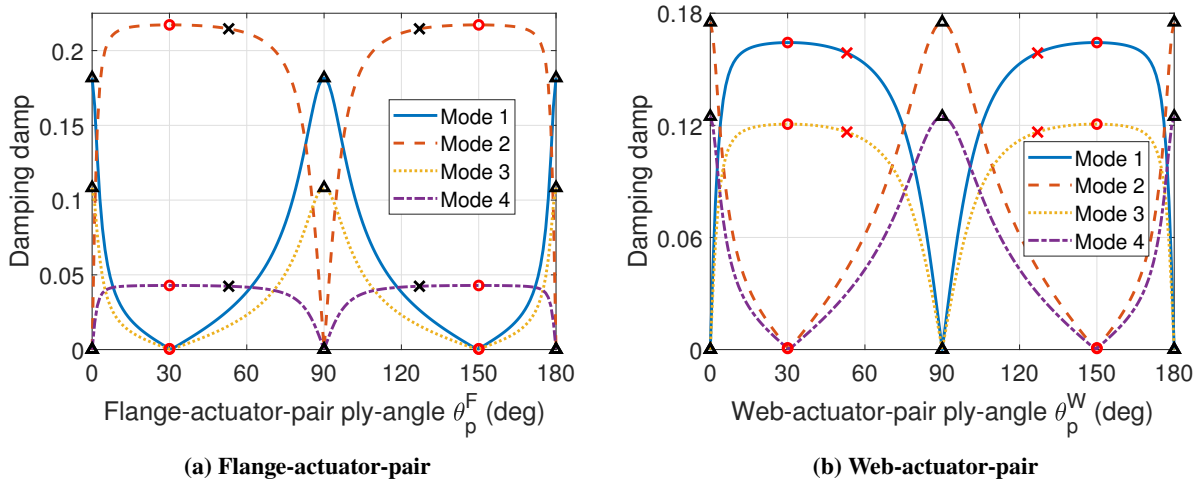 Damping damp
0.2
0.15
0.1
0.05
0
Mode 1
Mode 2
Mode 3
Mode 4
0 30 60 90 120 150 180
Flange-actuator-pair ply-angle θ_p^F (deg)
(a) Flange-actuator-pair
Damping damp
0.18
0.12
0.06
0
Mode 1
Mode 2
Mode 3
Mode 4
0 30 60 90 120 150 180
Web-actuator-pair ply-angle θ_p^W (deg)
(b) Web-actuator-pair